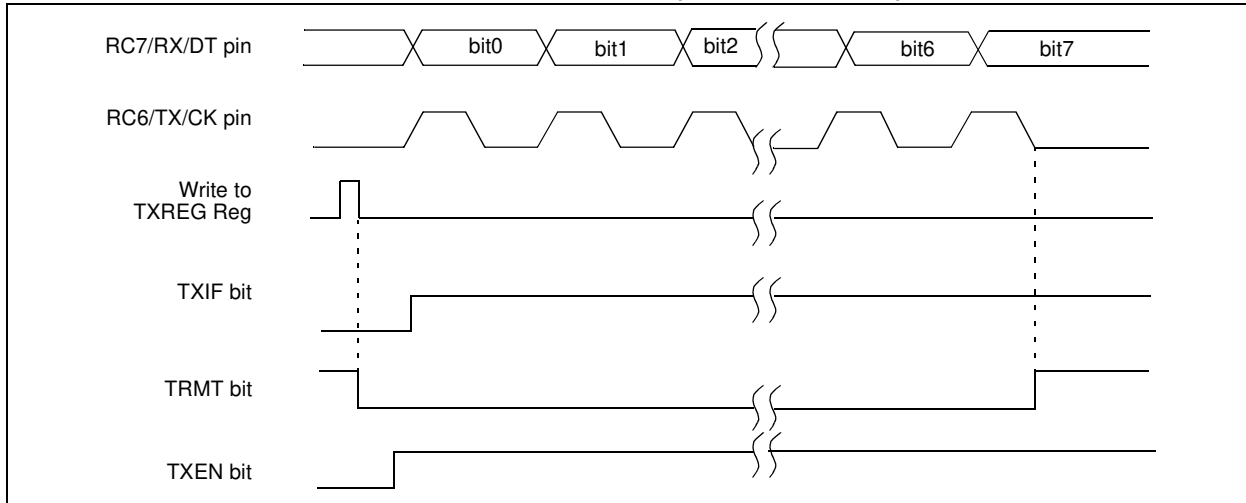 RC7/RX/DT pin
bit0
bit1
bit2
bit6
bit7
RC6/TX/CK pin
Write to
TXREG Reg
TXIF bit
TRMT bit
TXEN bit